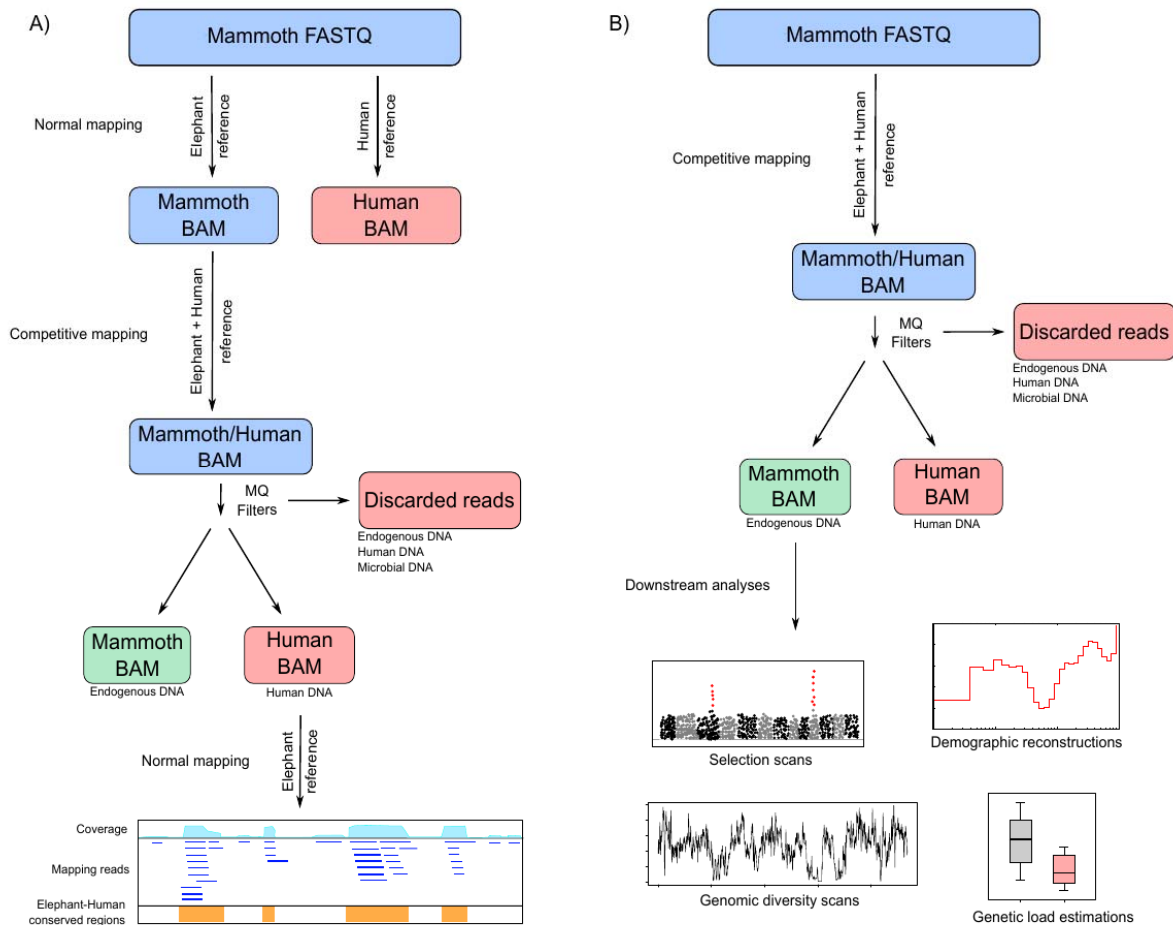 A)
Mammoth FASTQ
Normal mapping
Elephant
reference
Human
reference
Mammoth
BAM
Human
BAM
Competitive mapping
Elephant + Human
reference
Mammoth/Human
BAM
MQ
Filters
Discarded reads
Endogenous DNA
Human DNA
Microbial DNA
Mammoth
BAM
Endogenous DNA
Human
BAM
Human DNA
Normal mapping
Elephant
reference
Coverage
Mapping reads
Elephant-Human
conserved regions
B)
Mammoth FASTQ
Competitive mapping
Elephant + Human
reference
Mammoth/Human
BAM
MQ
Filters
Discarded reads
Endogenous DNA
Human DNA
Microbial DNA
Mammoth
BAM
Endogenous DNA
Human
BAM
Human DNA
Downstream analyses
Selection scans
Demographic reconstructions
Genomic diversity scans
Genetic load estimations